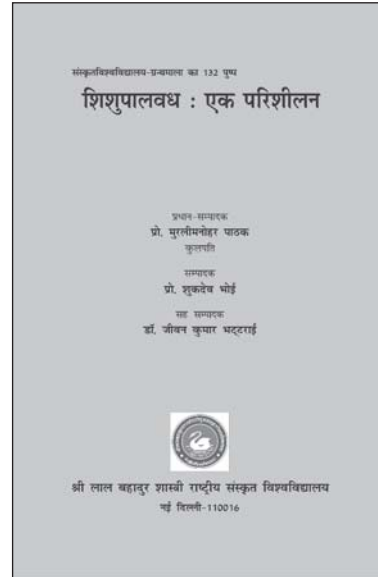 संस्कृतविश्वविद्यालय-ग्रन्थमाला का 132 पुष्प
शिशुपालवध : एक परिशीलन
प्रधान-सम्पादक
प्रो. मुरलीमनोहर पाठक
कुलपति
सम्पादक
प्रो. शुकदेव भोई
सह सम्पादक
डॉ. जीवन कुमार भट्टराई
श्री लाल बहादुर शास्त्री राष्ट्रीय संस्कृत विश्वविद्यालय
नई दिल्ली-110016